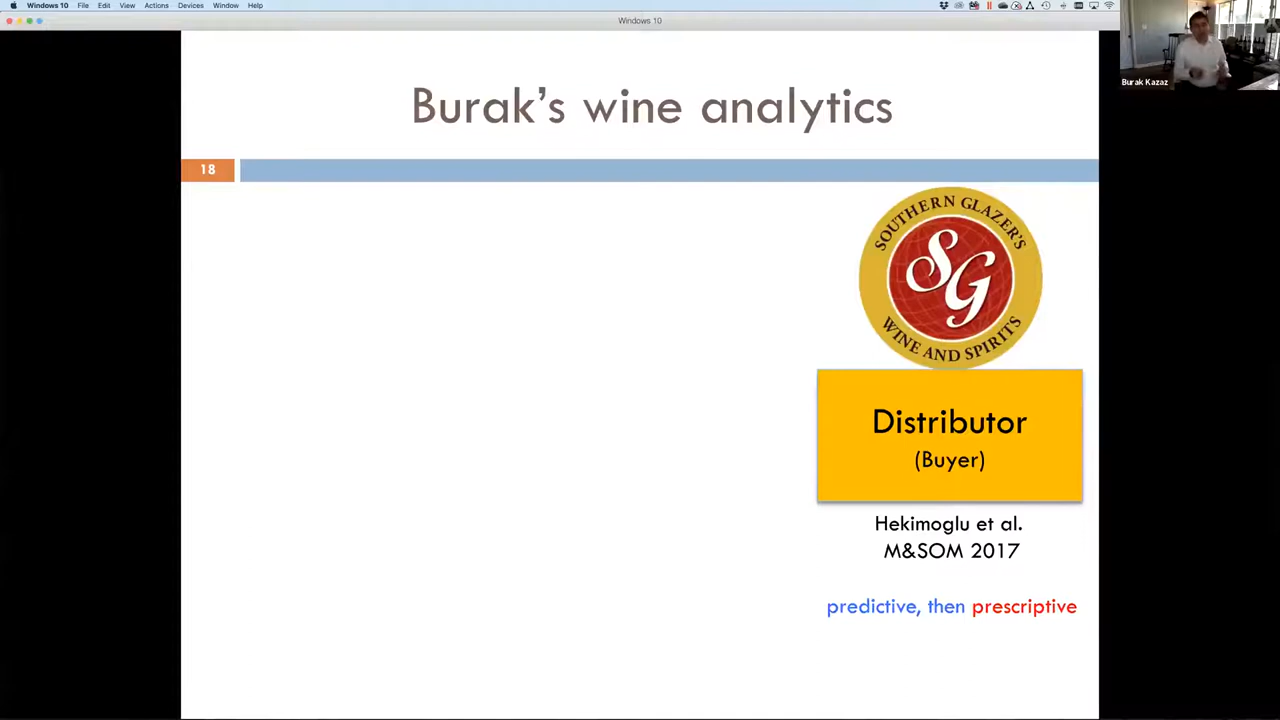 Windows 10 File Edit View Actions Devices Window Help
Windows 10
Burak Kazaz
Burak's wine analytics
18
SOUTHERN GLAZER'S
SG
WINE AND SPIRITS
Distributor
(Buyer)
Hekimoglu et al.
M&SOM 2017
predictive, then prescriptive